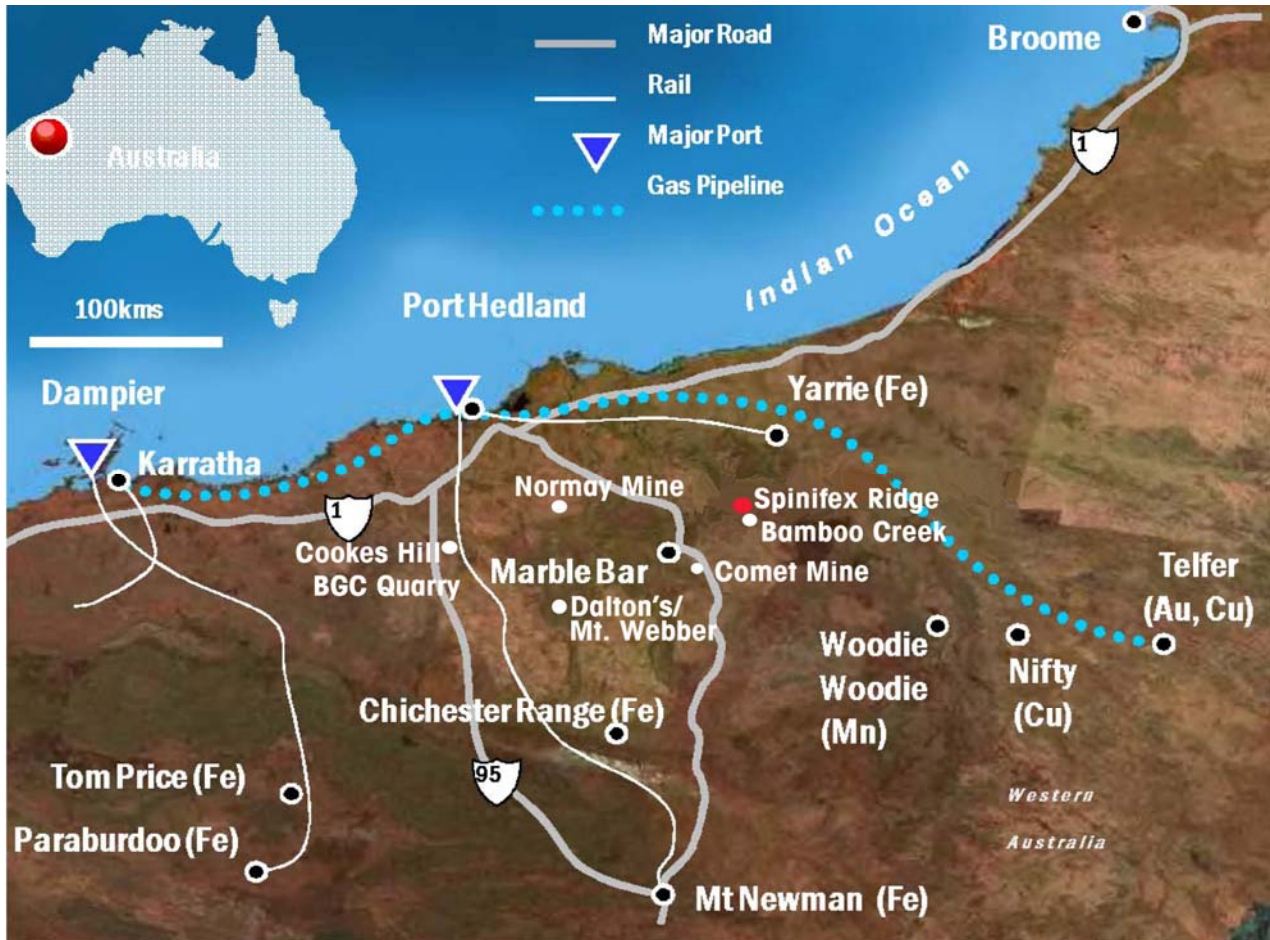 Major Road
Rail
Major Port
Gas Pipeline
Broome
Australia
1
Indian Ocean
100kms
Port Hedland
Dampier
Yarrie (Fe)
Karratha
Normay Mine
Spinifex Ridge
Bamboo Creek
1
Cookes Hill
BGC Quarry
Marble Bar
Comet Mine
Telfer
(Au, Cu)
Dalton's/
Mt. Webber
Woodie
Woodie
(Mn)
Nifty
(Cu)
Chichester Range (Fe)
95
Tom Price (Fe)
Western
Australia
Paraburdoo (Fe)
Mt Newman (Fe)